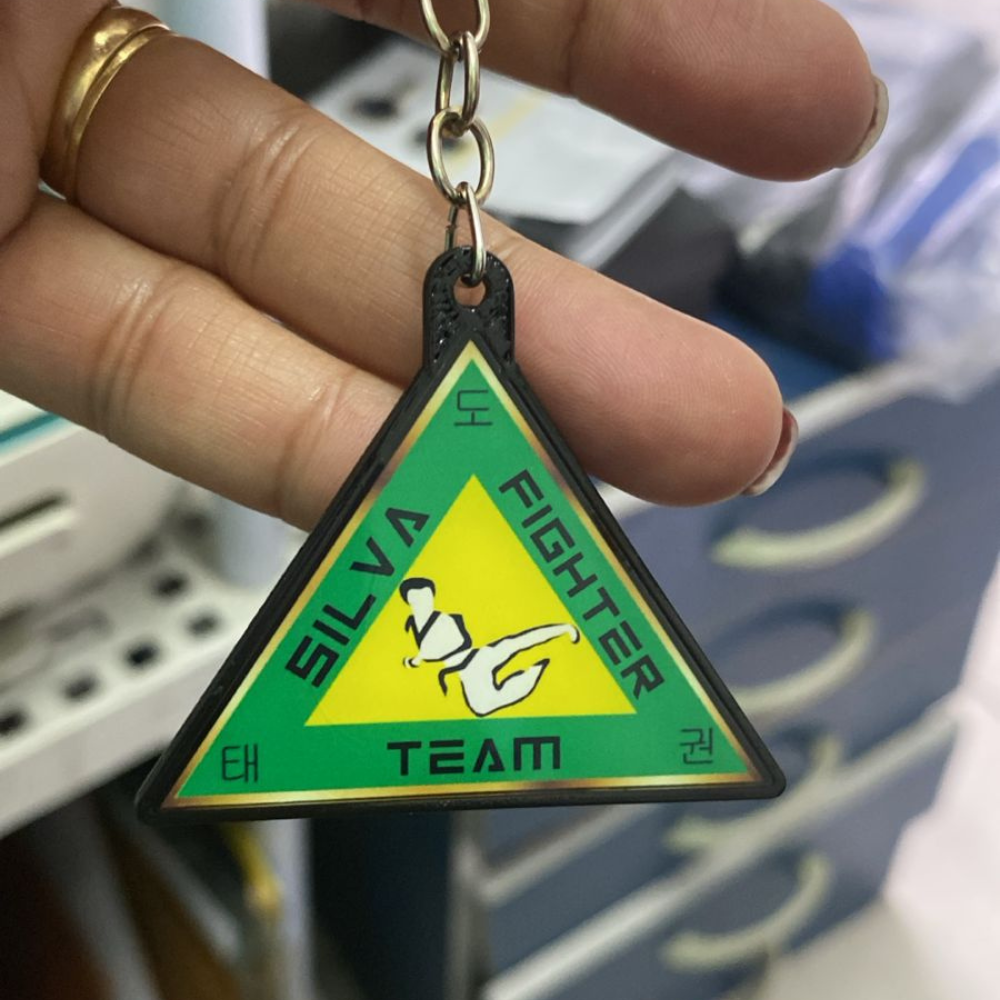 도
SILVA
FIGHTER
태
TEAM
권